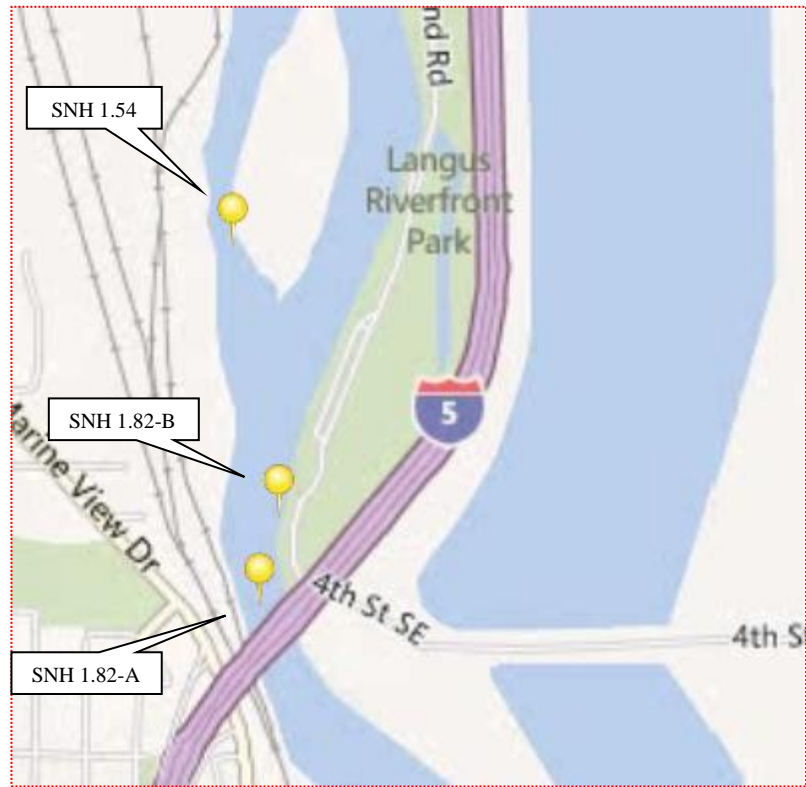 nd Rd
SNH 1.54
Langus
Riverfront
Park
5
SNH 1.82-B
Marine View Dr
4th St SE
4th S
SNH 1.82-A